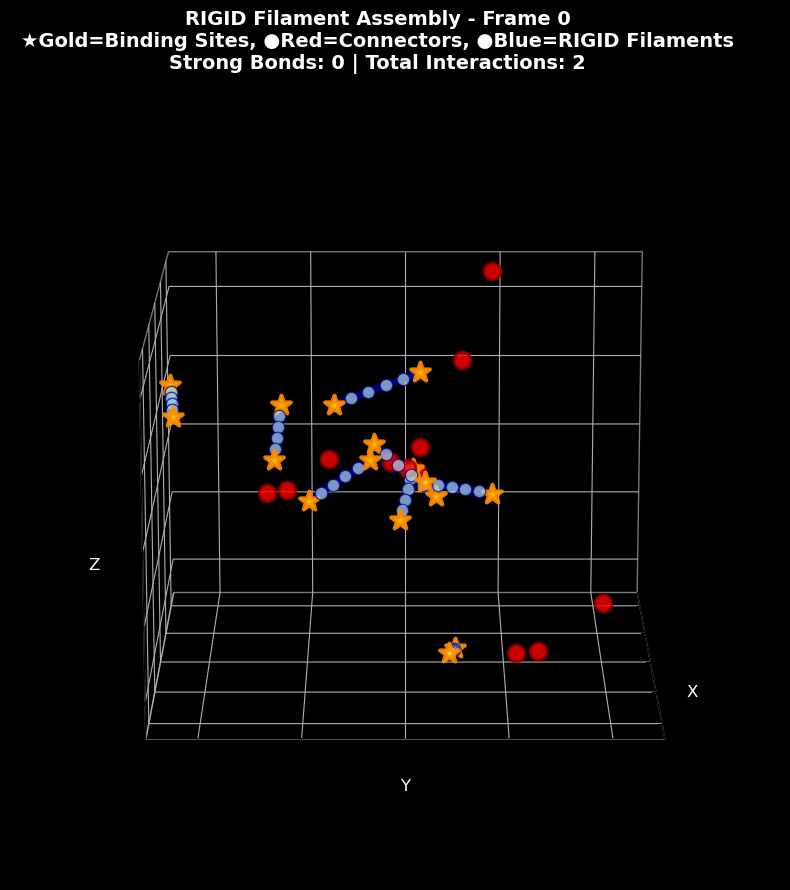 RIGID Filament Assembly - Frame 0
★Gold=Binding Sites, ●Red=Connectors, ●Blue=RIGID Filaments
Strong Bonds: 0 | Total Interactions: 2
Z
X
Y